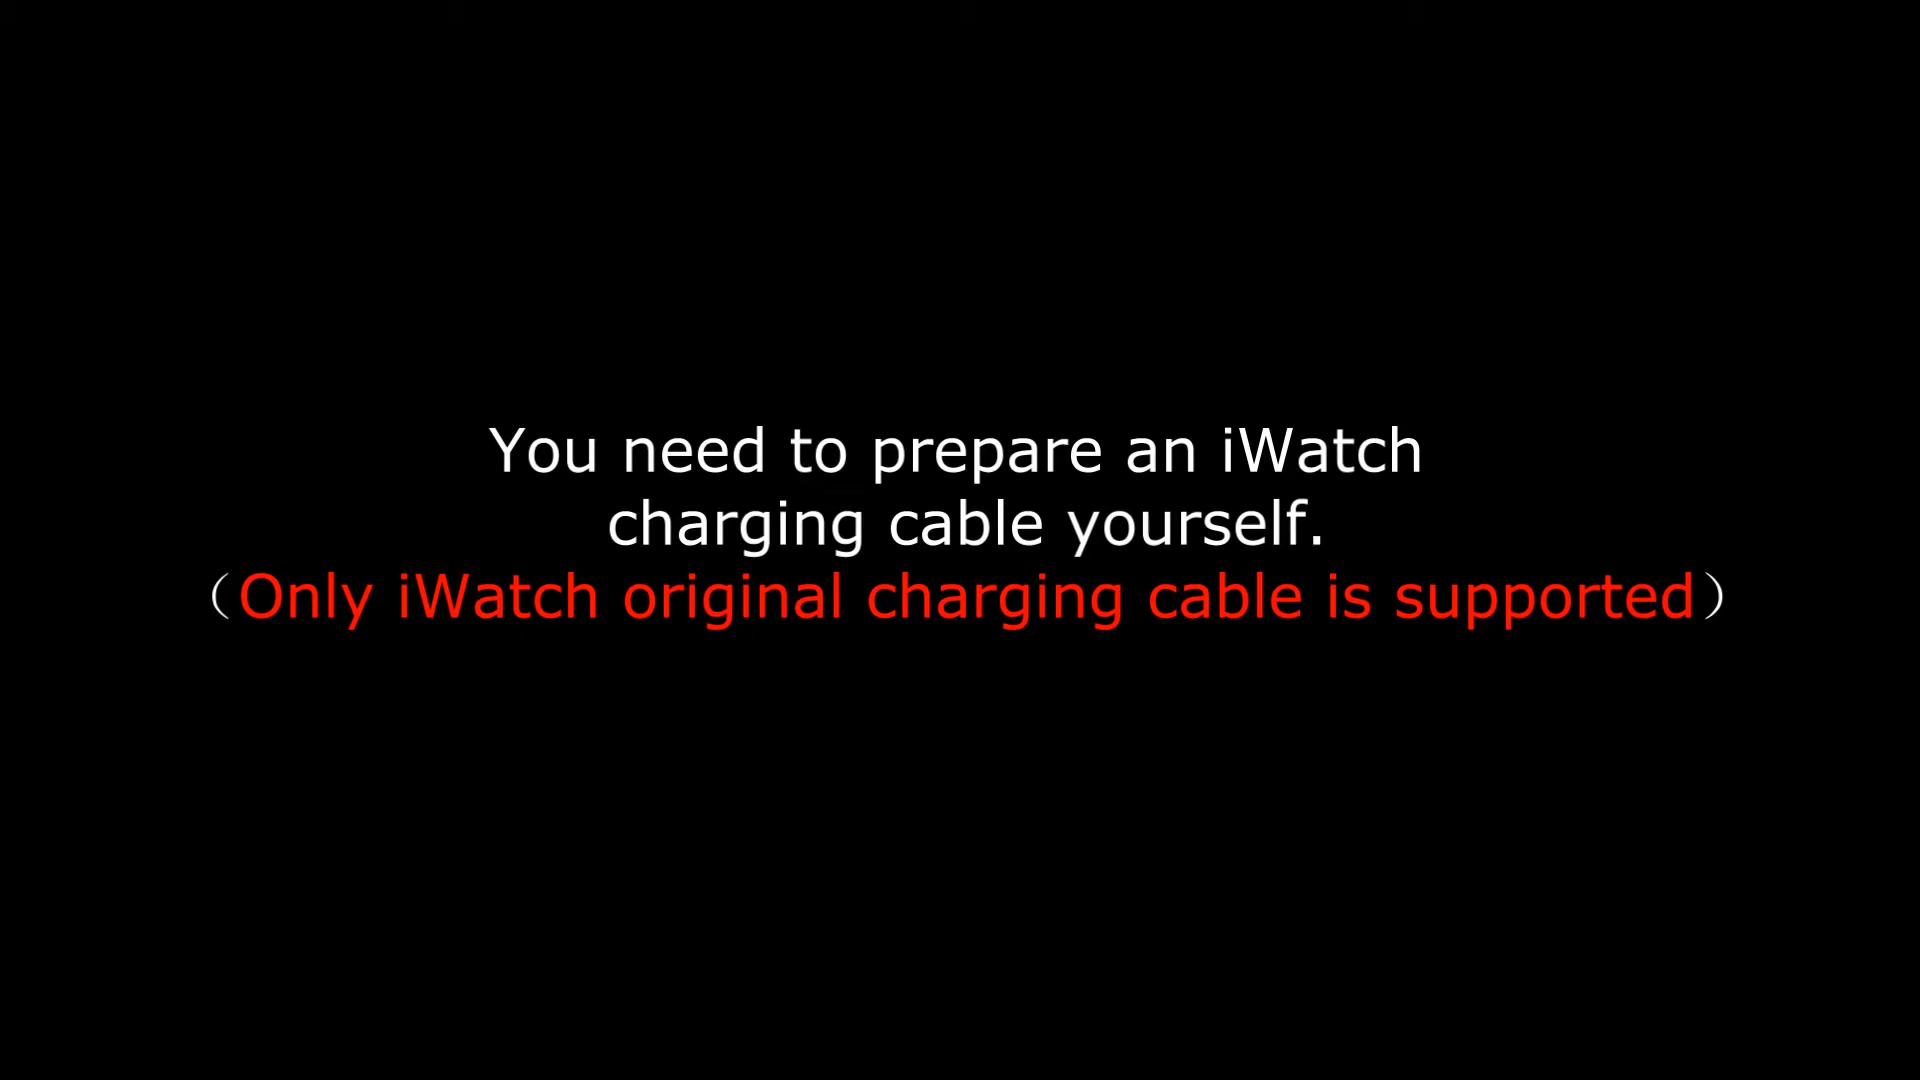 You need to prepare an iWatch
charging cable yourself.
（Only iWatch original charging cable is supported）